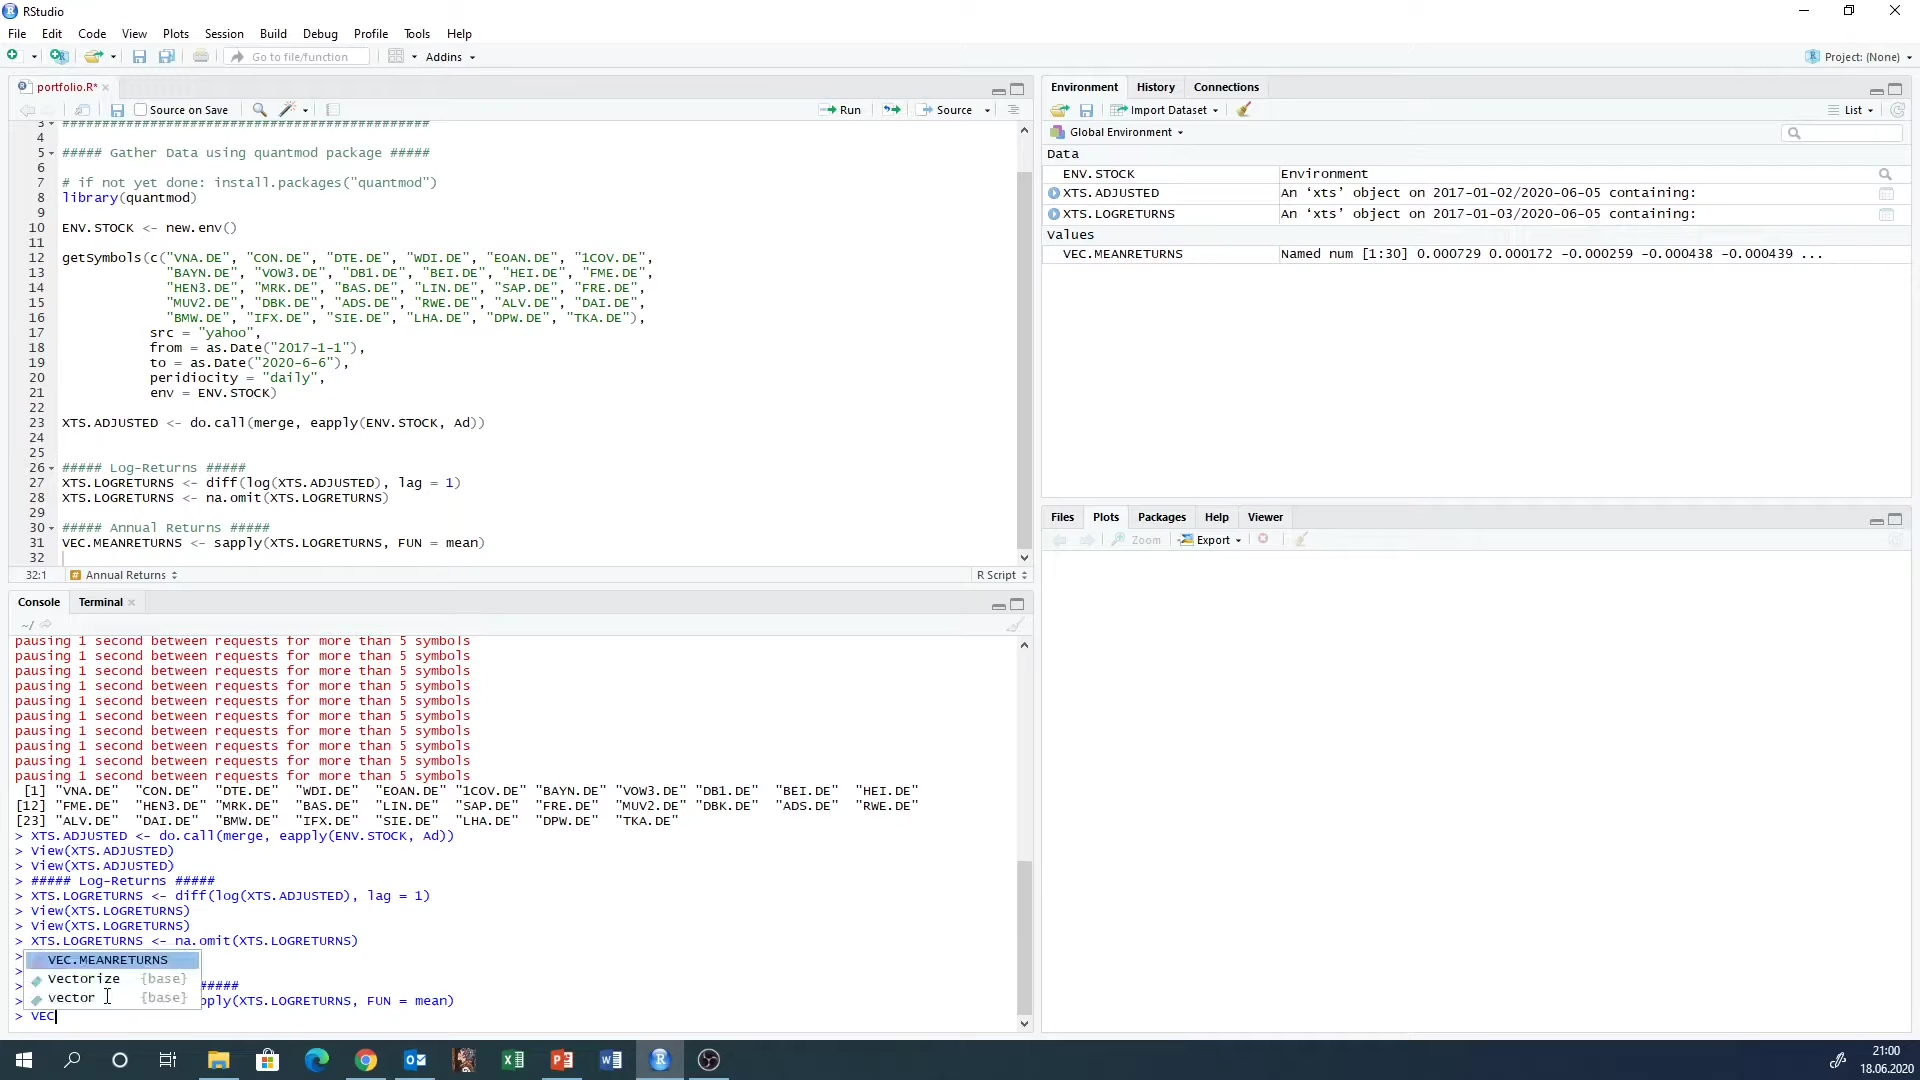 RStudio
File Edit Code View Plots Session Build Debug Profile Tools Help
Go to file/function Addins Project: (None)
portfolio.R*
Source on Save Run Source
3 ##############################################
4
5 ##### Gather Data using quantmod package #####
6
7 # if not yet done: install.packages("quantmod")
8 library(quantmod)
9
10 ENV.STOCK <- new.env()
11
12 getSymbols(c("VNA.DE", "CON.DE", "DTE.DE", "WDI.DE", "EOAN.DE", "1COV.DE",
13 "BAYN.DE", "VOW3.DE", "DB1.DE", "BEI.DE", "HEI.DE", "FME.DE",
14 "HEN3.DE", "MRK.DE", "BAS.DE", "LIN.DE", "SAP.DE", "FRE.DE",
15 "MUV2.DE", "DBK.DE", "ADS.DE", "RWE.DE", "ALV.DE", "DAI.DE",
16 "BMW.DE", "IFX.DE", "SIE.DE", "LHA.DE", "DPW.DE", "TKA.DE"),
17 src = "yahoo",
18 from = as.Date("2017-1-1"),
19 to = as.Date("2020-6-6"),
20 peridiocity = "daily",
21 env = ENV.STOCK)
22
23 XTS.ADJUSTED <- do.call(merge, eapply(ENV.STOCK, Ad))
24
25
26 ##### Log-Returns #####
27 XTS.LOGRETURNS <- diff(log(XTS.ADJUSTED), lag = 1)
28 XTS.LOGRETURNS <- na.omit(XTS.LOGRETURNS)
29
30 ##### Annual Returns #####
31 VEC.MEANRETURNS <- sapply(XTS.LOGRETURNS, FUN = mean)
32
32:1 Annual Returns R Script
Console Terminal
~/
pausing 1 second between requests for more than 5 symbols
pausing 1 second between requests for more than 5 symbols
pausing 1 second between requests for more than 5 symbols
pausing 1 second between requests for more than 5 symbols
pausing 1 second between requests for more than 5 symbols
pausing 1 second between requests for more than 5 symbols
pausing 1 second between requests for more than 5 symbols
pausing 1 second between requests for more than 5 symbols
pausing 1 second between requests for more than 5 symbols
pausing 1 second between requests for more than 5 symbols
[1] "VNA.DE" "CON.DE" "DTE.DE" "WDI.DE" "EOAN.DE" "1COV.DE" "BAYN.DE" "VOW3.DE" "DB1.DE" "BEI.DE" "HEI.DE"
[12] "FME.DE" "HEN3.DE" "MRK.DE" "BAS.DE" "LIN.DE" "SAP.DE" "FRE.DE" "MUV2.DE" "DBK.DE" "ADS.DE" "RWE.DE"
[23] "ALV.DE" "DAI.DE" "BMW.DE" "IFX.DE" "SIE.DE" "LHA.DE" "DPW.DE" "TKA.DE"
> XTS.ADJUSTED <- do.call(merge, eapply(ENV.STOCK, Ad))
> View(XTS.ADJUSTED)
> View(XTS.ADJUSTED)
> ##### Log-Returns #####
> XTS.LOGRETURNS <- diff(log(XTS.ADJUSTED), lag = 1)
> View(XTS.LOGRETURNS)
> View(XTS.LOGRETURNS)
> XTS.LOGRETURNS <- na.omit(XTS.LOGRETURNS)
> VEC.MEANRETURNS
> Vectorize {base}
> #####
vector {base}
> pply(XTS.LOGRETURNS, FUN = mean)
> VEC
Environment History Connections
Import Dataset List
Global Environment
Data
ENV.STOCK Environment
XTS.ADJUSTED An ‘xts’ object on 2017-01-02/2020-06-05 containing:
XTS.LOGRETURNS An ‘xts’ object on 2017-01-03/2020-06-05 containing:
Values
VEC.MEANRETURNS Named num [1:30] 0.000729 0.000172 -0.000259 -0.000438 -0.000439 ...
Files Plots Packages Help Viewer
Zoom Export
21:00
18.06.2020